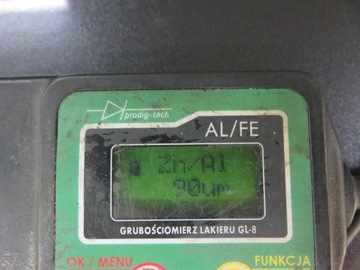 prodig-tech
AL/FE
Zn/Al
90um
GRUBOŚCIOMIERZ LAKIERU GL-8
OK / MENU
FUNKCJA